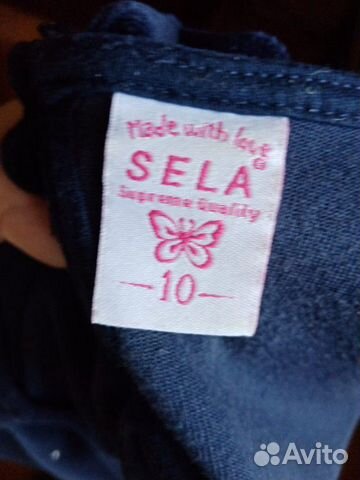 Made with love
SELA
Supreme Quality
—10—
Avito